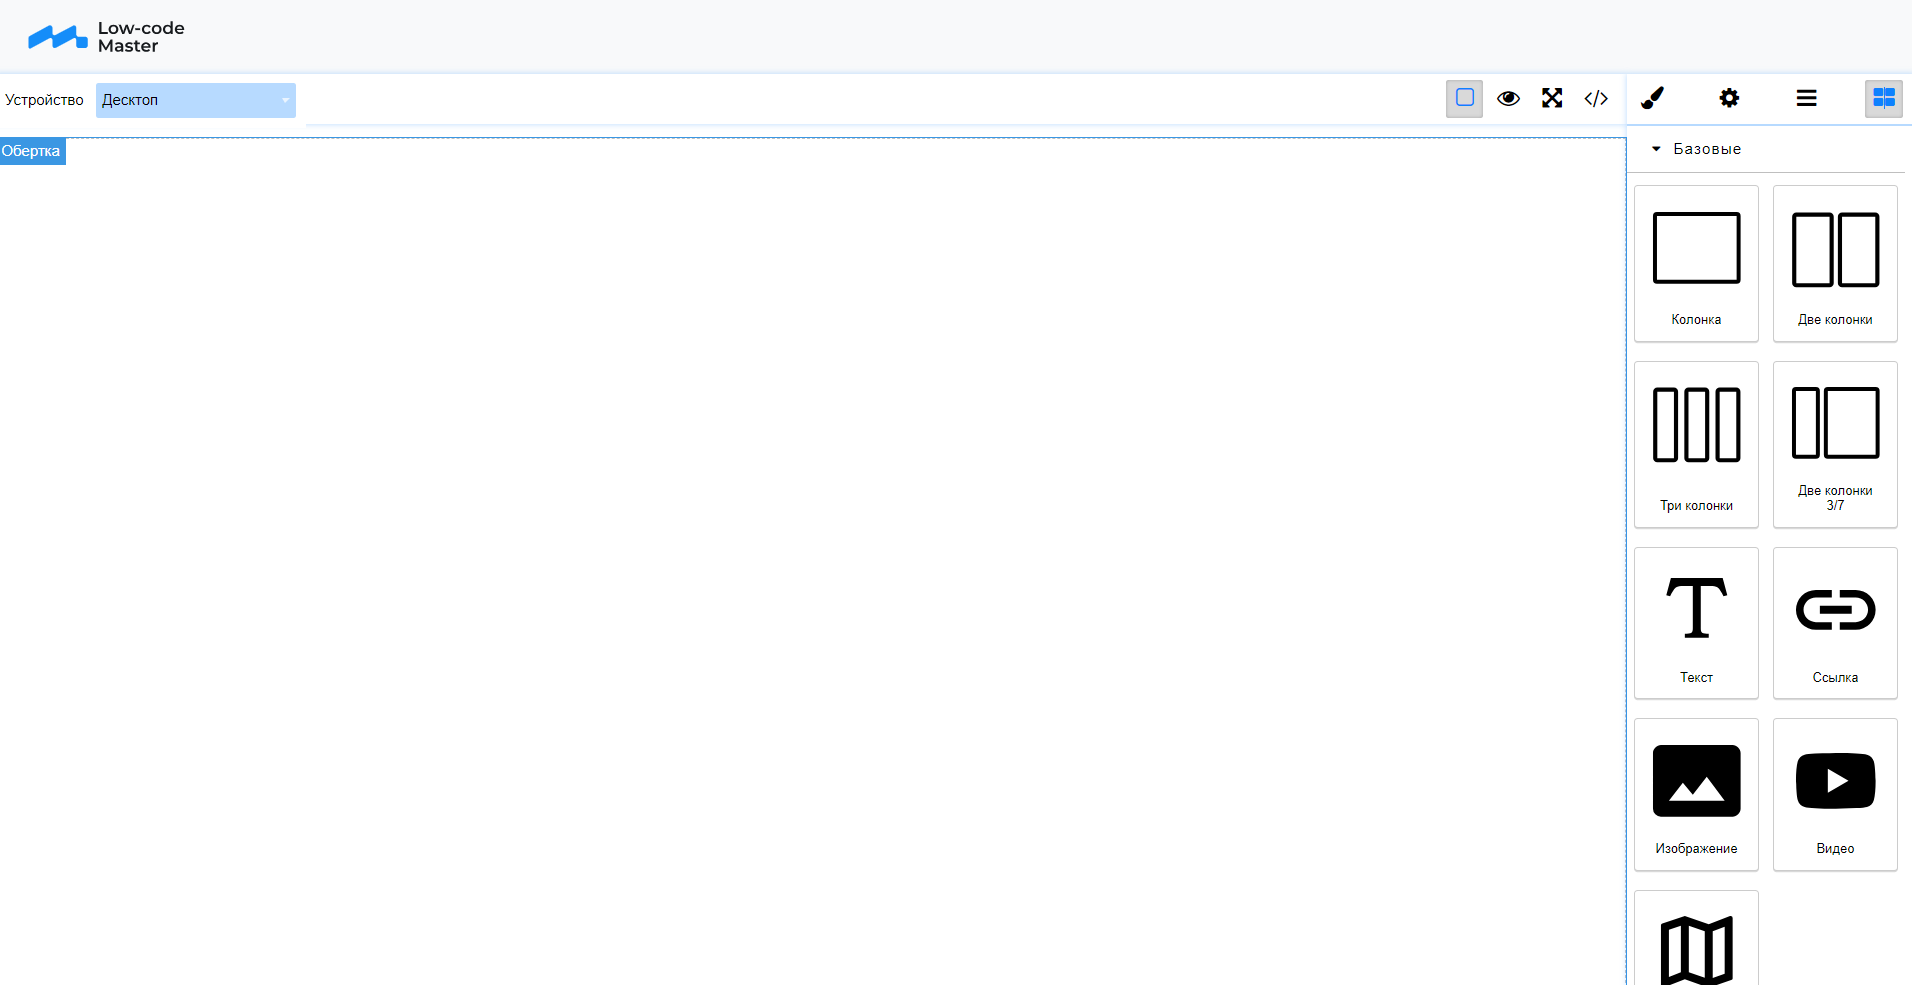 Low-code
Master
Устройство
Десктоп
Обертка
Базовые
Колонка
Две колонки
Три колонки
Две колонки
3/7
Текст
Ссылка
Изображение
Видео